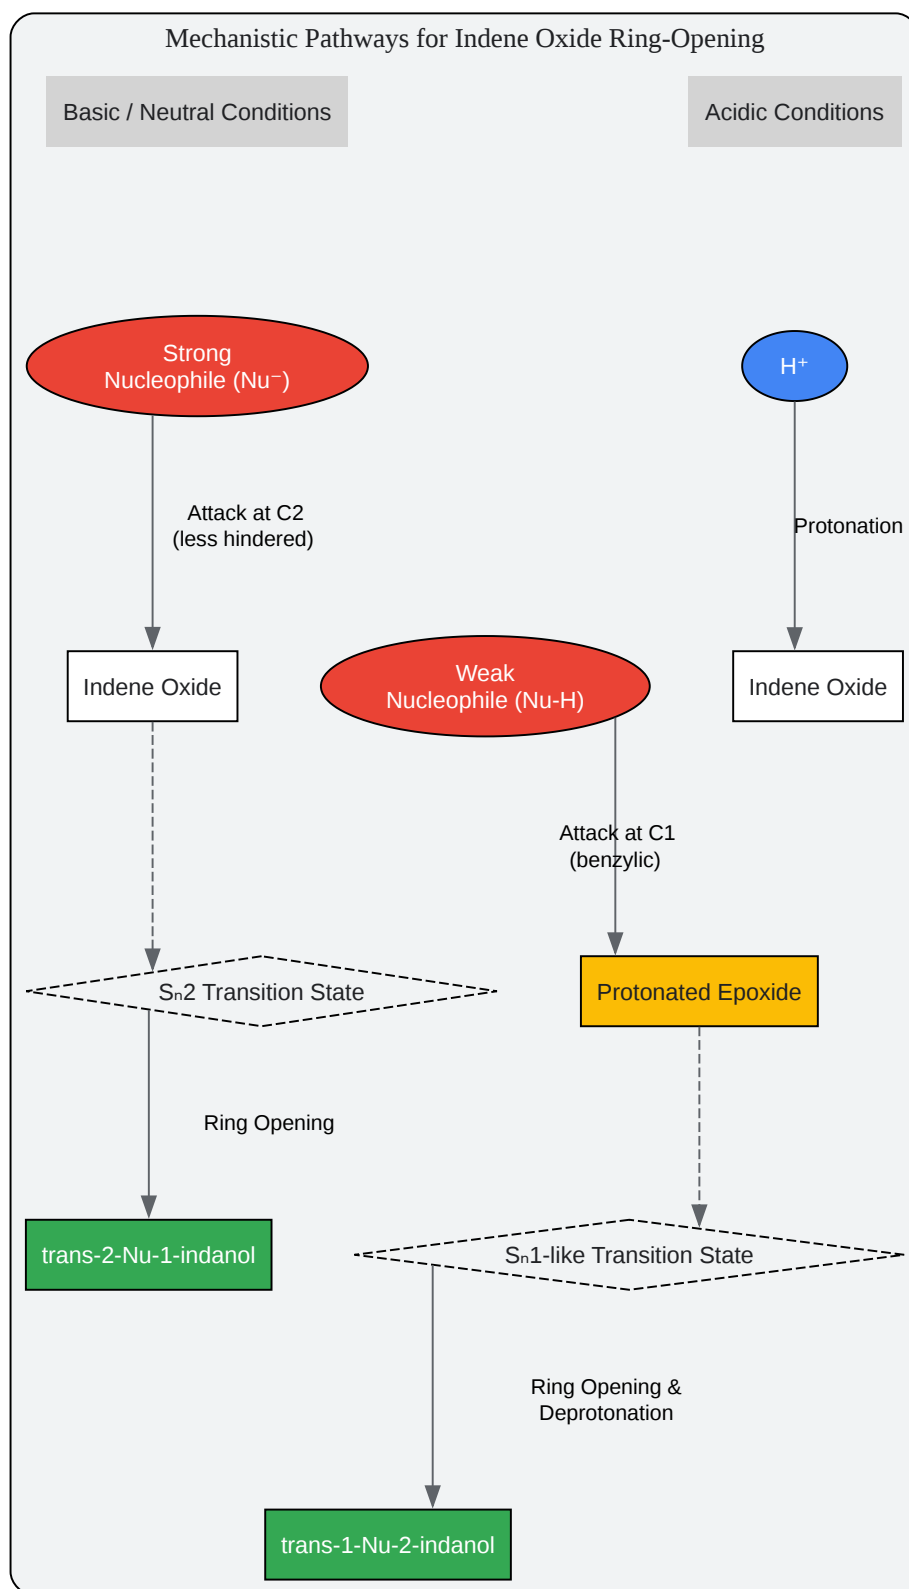 Mechanistic Pathways for Indene Oxide Ring-Opening
Basic / Neutral Conditions
Acidic Conditions
Strong
Nucleophile (Nu⁻)
H⁺
Attack at C2
(less hindered)
Protonation
Indene Oxide
Weak
Nucleophile (Nu-H)
Indene Oxide
Attack at C1
(benzylic)
Sₙ2 Transition State
Protonated Epoxide
Ring Opening
trans-2-Nu-1-indanol
Sₙ1-like Transition State
Ring Opening &
Deprotonation
trans-1-Nu-2-indanol